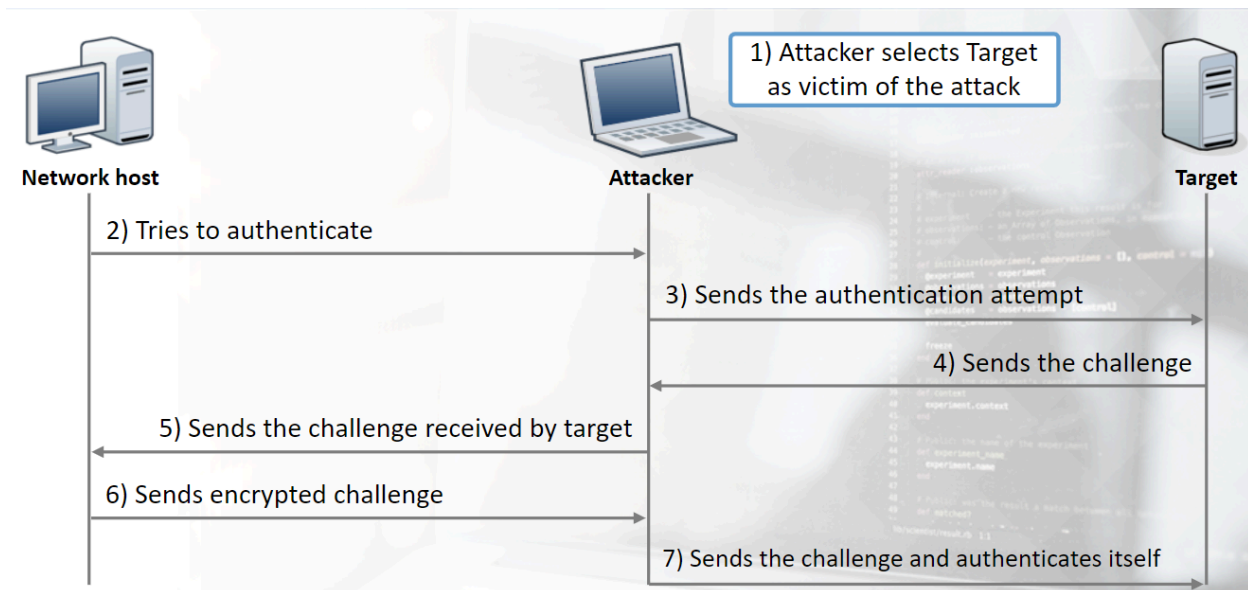 1) Attacker selects Target
as victim of the attack
Network host
Attacker
Target
2) Tries to authenticate
3) Sends the authentication attempt
4) Sends the challenge
5) Sends the challenge received by target
6) Sends encrypted challenge
7) Sends the challenge and authenticates itself